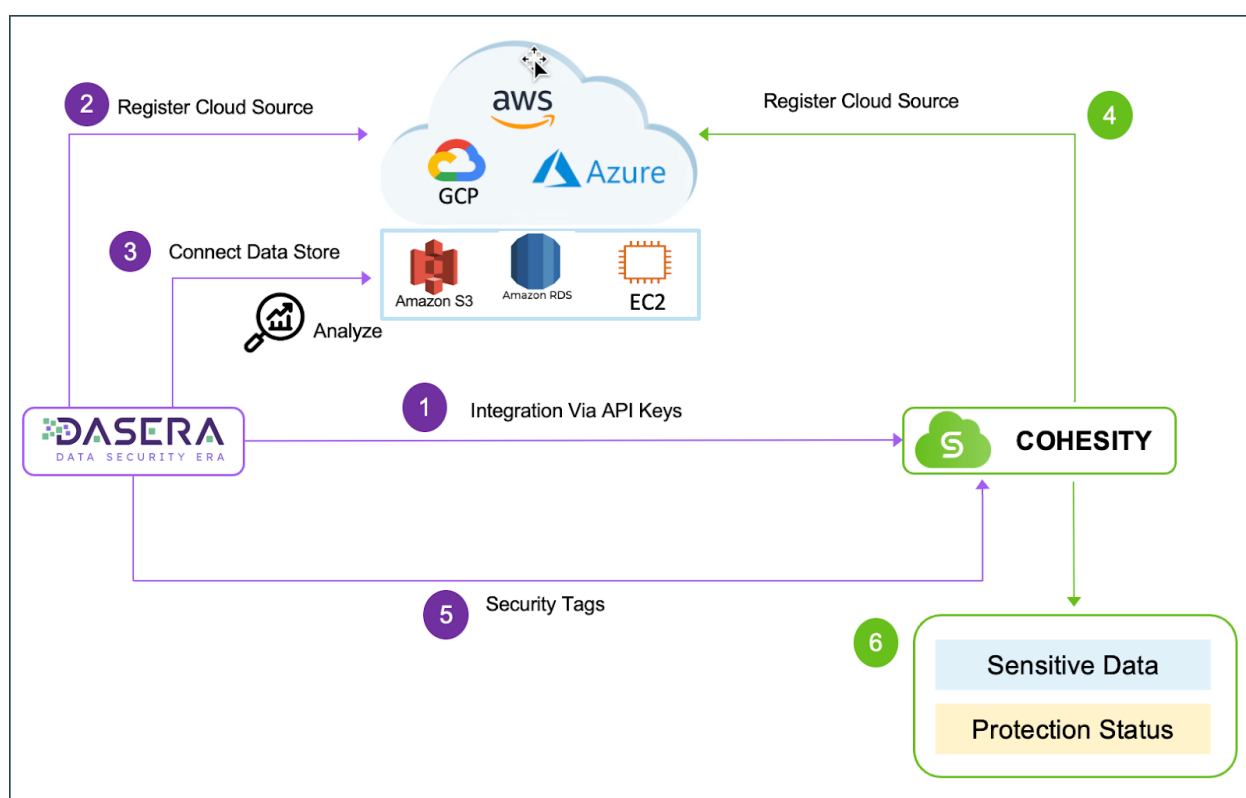 2
Register Cloud Source
aws
GCP
Azure
Register Cloud Source
4
3
Connect Data Store
Amazon S3
Amazon RDS
EC2
Analyze
1
Integration Via API Keys
DASERA
DATA SECURITY ERA
S
COHESITY
5
Security Tags
6
Sensitive Data
Protection Status